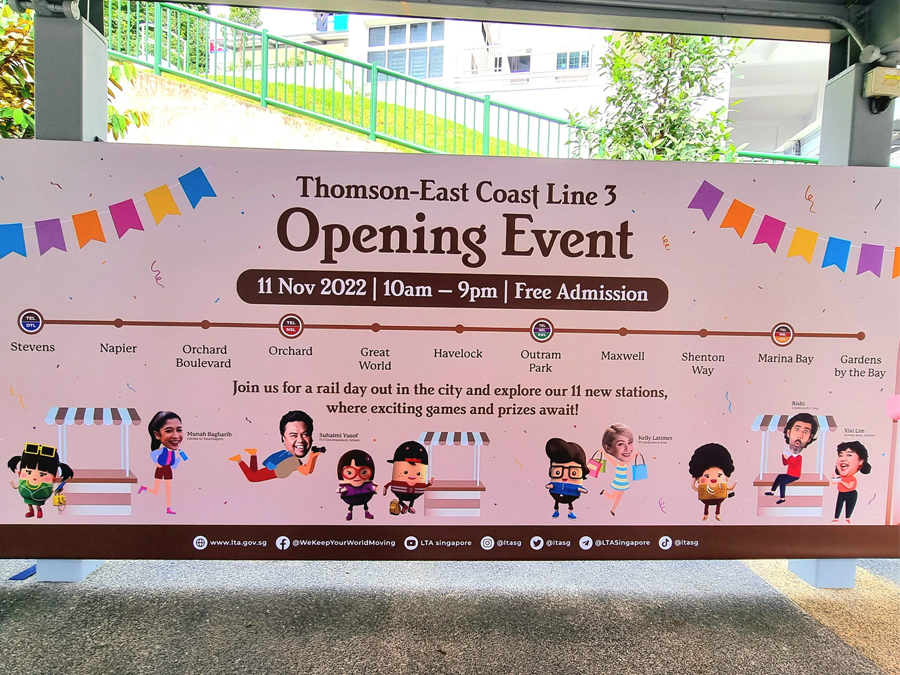 Thomson-East Coast Line 3
Opening Event
11 Nov 2022 | 10am – 9pm | Free Admission
TEL
DTL
TEL
NSL
TEL
TEL
Stevens
Napier
Orchard
Boulevard
Orchard
Great
World
Havelock
Outram
Park
Maxwell
Shenton
Way
Marina Bay
Gardens
by the Bay
Join us for a rail day out in the city and explore our 11 new stations,
where exciting games and prizes await!
Munah Bagharib
Suhaimi Yusof
Kelly Latimer
Rishi
Xixi Lim
www.lta.gov.sg
@WeKeepYourWorldMoving
LTA singapore
@ltasg
@ltasg
@LTASingapore
@ltasg